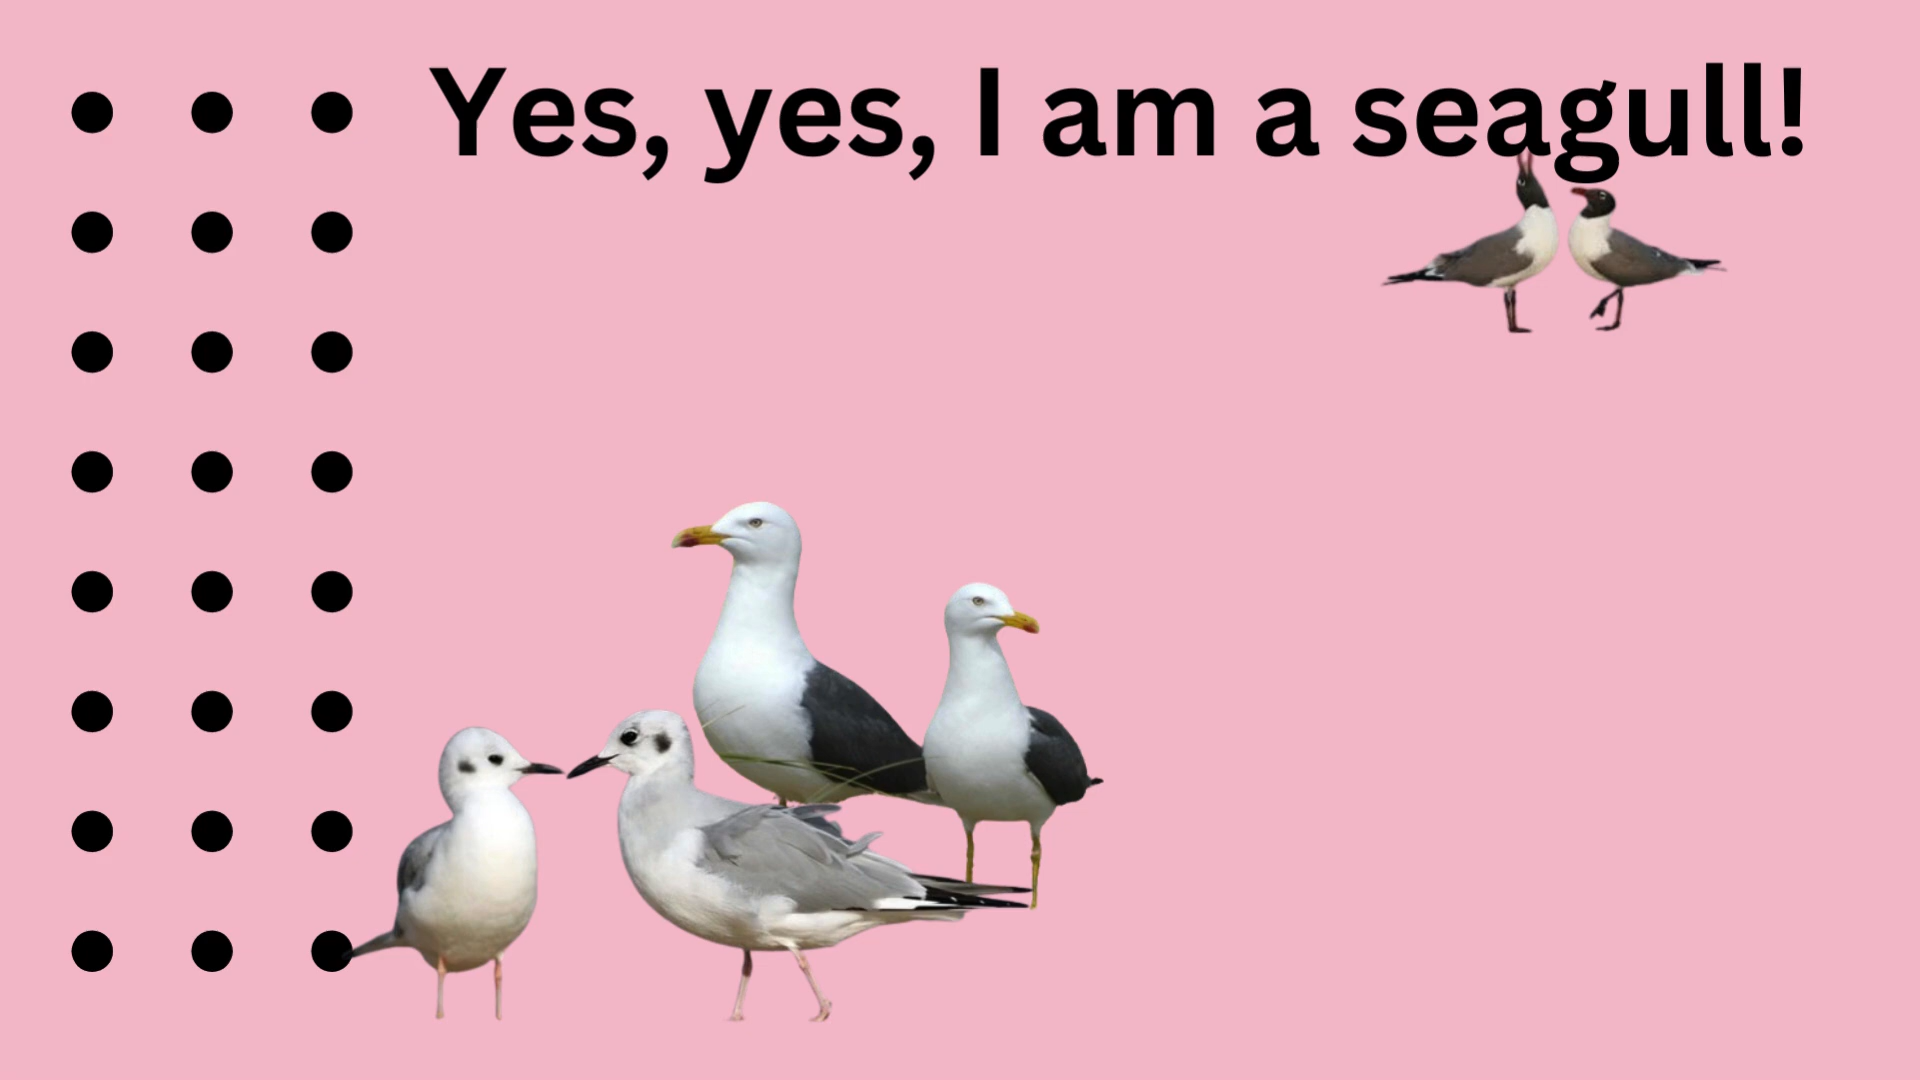 Yes, yes, I am a seagull!